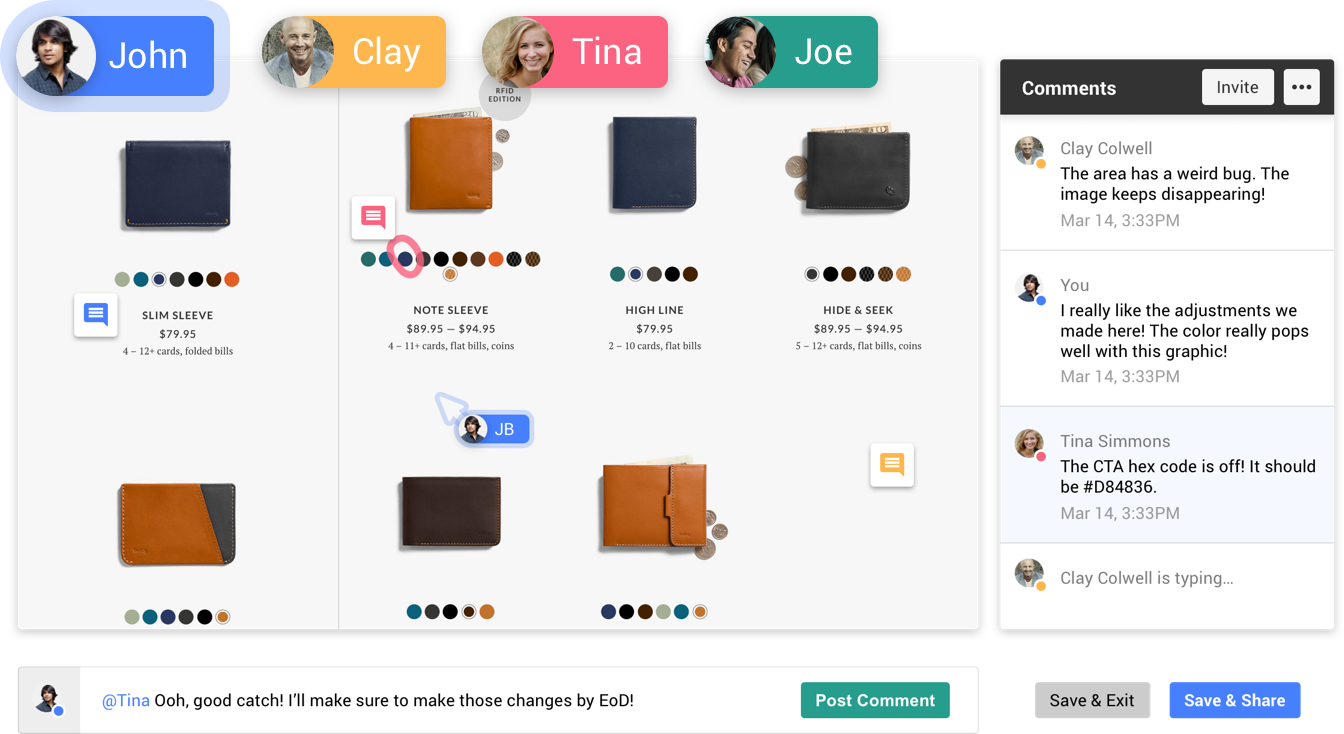 John
Clay
Tina
Joe
RFID
EDITION
SLIM SLEEVE
$79.95
4 – 12+ cards, folded bills
NOTE SLEEVE
$89.95 — $94.95
4 – 11+ cards, flat bills, coins
HIGH LINE
$79.95
2 – 10 cards, flat bills
HIDE & SEEK
$89.95 — $94.95
5 – 12+ cards, flat bills, coins
JB
Comments
Invite
Clay Colwell
The area has a weird bug. The
image keeps disappearing!
Mar 14, 3:33PM
You
I really like the adjustments we
made here! The color really pops
well with this graphic!
Mar 14, 3:33PM
Tina Simmons
The CTA hex code is off! It should
be #D84836.
Mar 14, 3:33PM
Clay Colwell is typing...
@Tina Ooh, good catch! I’ll make sure to make those changes by EoD!
Post Comment
Save & Exit
Save & Share